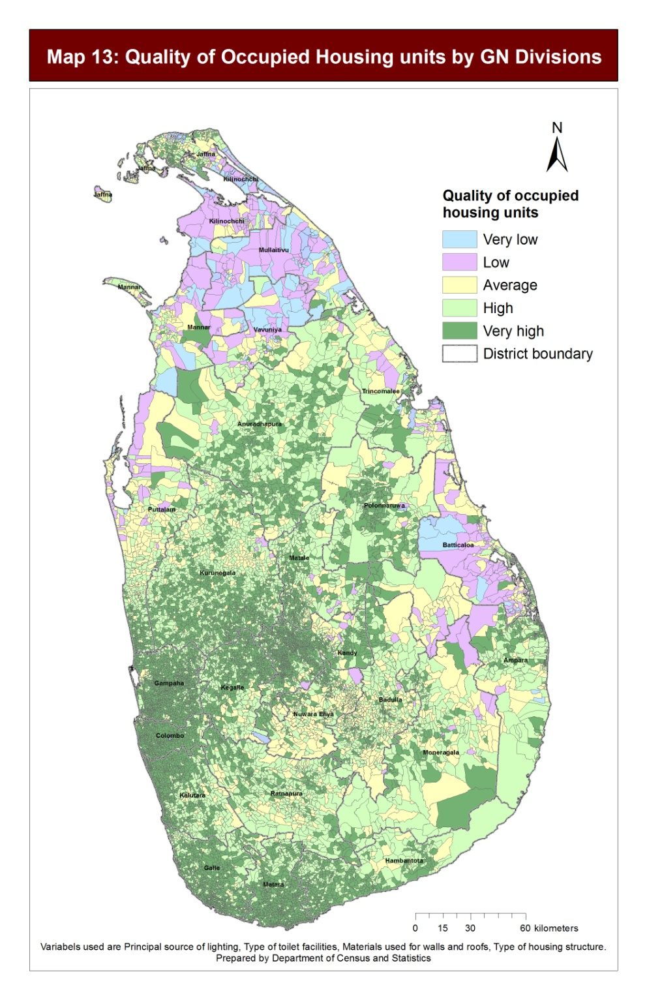 Map 13: Quality of Occupied Housing units by GN Divisions
N
Quality of occupied
housing units
Very low
Low
Average
High
Very high
District boundary
Jaffna
Jaffna
Kilinochchi
Jaffna
Kilinochchi
Mullaitivu
Mannar
Mannar
Vavuniya
Trincomalee
Anuradhapura
Polonnaruwa
Puttalam
Batticaloa
Matale
Kurunegala
Kandy
Ampara
Gampaha
Kegalle
Badulla
Nuwara Eliya
Colombo
Moneragala
Kalutara
Ratnapura
Hambantota
Galle
Matara
0 15 30 60 kilometers
Variabels used are Principal source of lighting, Type of toilet facilities, Materials used for walls and roofs, Type of housing structure.
Prepared by Department of Census and Statistics